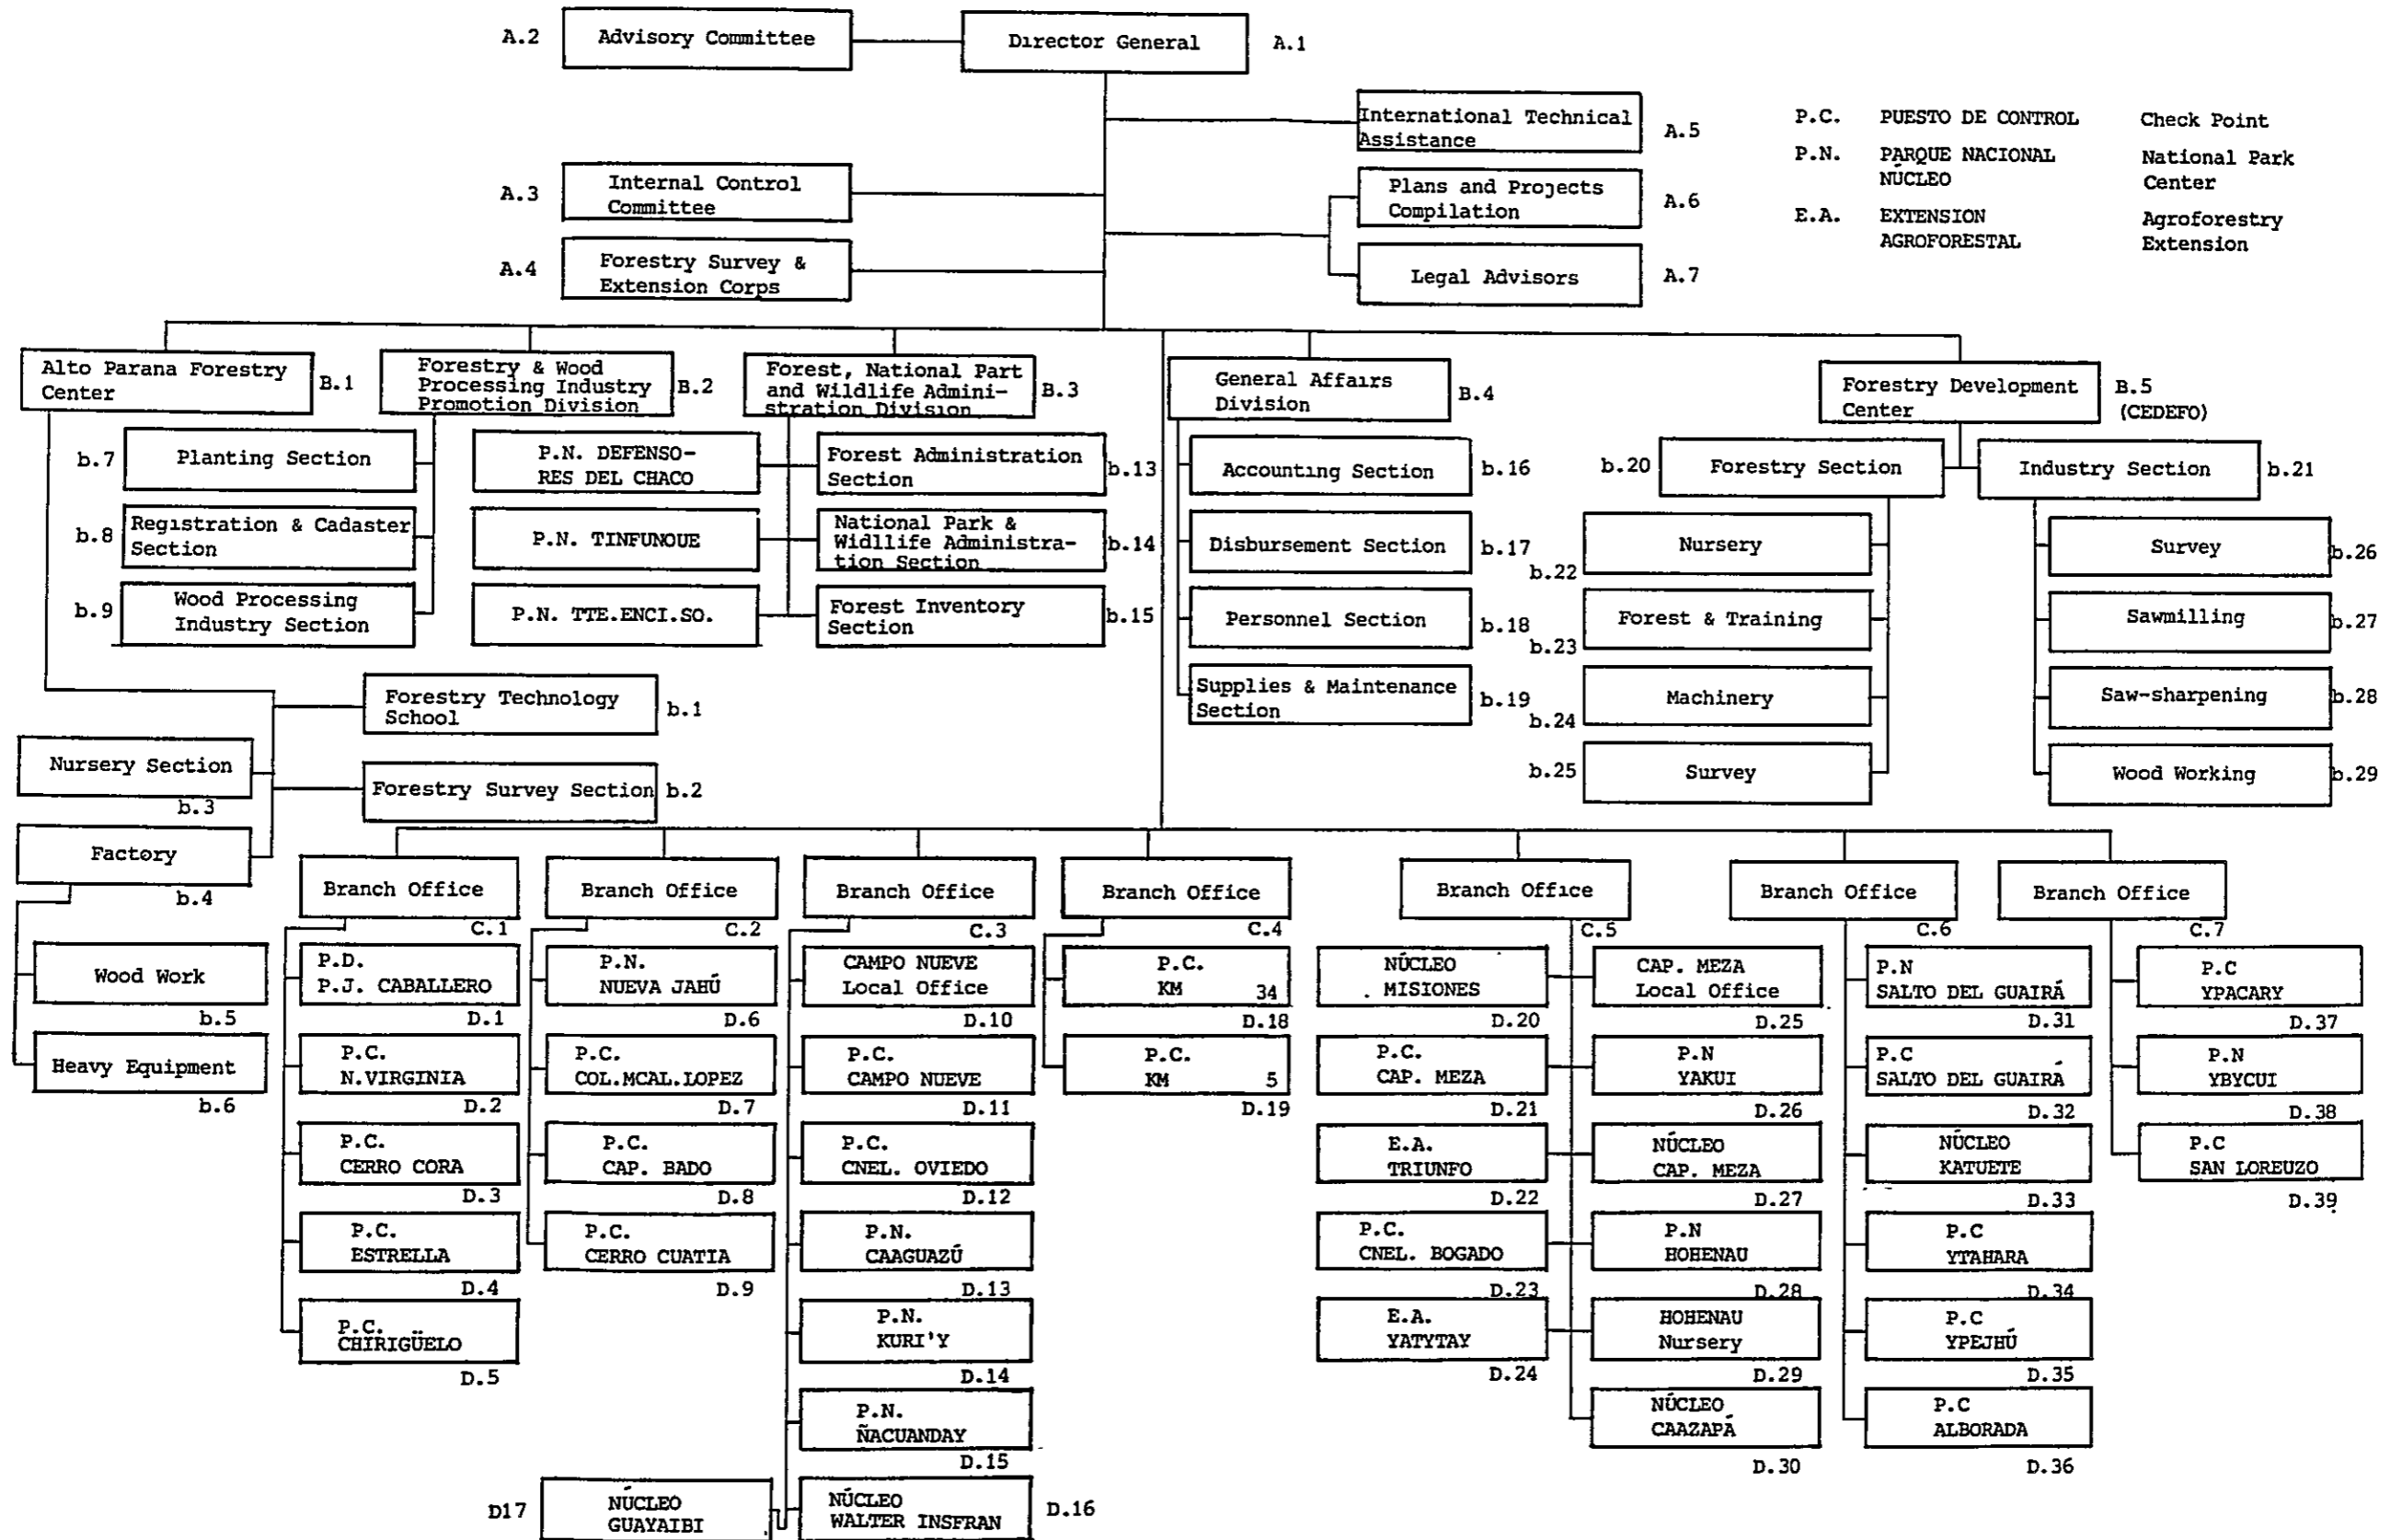 A.2
Advisory Committee
Director General
A.1
International Technical
Assistance
A.5
P.C. PUESTO DE CONTROL Check Point
P.N. PARQUE NACIONAL National Park
NÚCLEO Center
E.A. EXTENSION Agroforestry
AGROFORESTAL Extension
A.3
Internal Control
Committee
Plans and Projects
Compilation
A.6
A.4
Forestry Survey &
Extension Corps
Legal Advisors
A.7
Alto Parana Forestry
Center
B.1
Forestry & Wood
Processing Industry
Promotion Division
B.2
Forest, National Part
and Wildlife Admini-
stration Division
B.3
General Affairs
Division
B.4
Forestry Development
Center
B.5
(CEDEFO)
b.7
Planting Section
P.N. DEFENSO-
RES DEL CHACO
Forest Administration
Section
b.13
Accounting Section
b.16
b.20
Forestry Section
Industry Section
b.21
b.8
Registration & Cadaster
Section
P.N. TINFUNOUE
National Park &
Widllife Administra-
tion Section
b.14
Disbursement Section
b.17
b.22
Nursery
Survey
b.26
b.9
Wood Processing
Industry Section
P.N. TTE.ENCI.SO.
Forest Inventory
Section
b.15
Personnel Section
b.18
b.23
Forest & Training
Sawmilling
b.27
Forestry Technology
School
b.1
Supplies & Maintenance
Section
b.19
b.24
Machinery
Saw-sharpening
b.28
Nursery Section
b.3
Forestry Survey Section
b.2
b.25
Survey
Wood Working
b.29
Factory
b.4
Branch Office
C.1
Branch Office
C.2
Branch Office
C.3
Branch Office
C.4
Branch Office
C.5
Branch Office
C.6
Branch Office
C.7
Wood Work
b.5
Heavy Equipment
b.6
P.D.
P.J. CABALLERO
D.1
P.C.
N.VIRGINIA
D.2
P.C.
CERRO CORA
D.3
P.C.
ESTRELLA
D.4
P.C.
CHIRIGÜELO
D.5
P.N.
NUEVA JAHÚ
D.6
P.C.
COL.MCAL.LOPEZ
D.7
P.C.
CAP. BADO
D.8
P.C.
CERRO CUATIA
D.9
CAMPO NUEVE
Local Office
D.10
P.C.
CAMPO NUEVE
D.11
P.C.
CNEL. OVIEDO
D.12
P.N.
CAAGUAZÚ
D.13
P.N.
KURI'Y
D.14
P.N.
ÑACUANDAY
D.15
NÚCLEO
WALTER INSFRAN
D.16
D17
NÚCLEO
GUAYAIBI
P.C.
KM 34
D.18
P.C.
KM 5
D.19
NÚCLEO
. MISIONES
D.20
P.C.
CAP. MEZA
D.21
E.A.
TRIUNFO
D.22
P.C.
CNEL. BOGADO
D.23
E.A.
YATYTAY
D.24
CAP. MEZA
Local Office
D.25
P.N
YAKUI
D.26
NÚCLEO
CAP. MEZA
D.27
P.N
HOHENAU
D.28
HOHENAU
Nursery
D.29
NÚCLEO
CAAZAPÁ
D.30
P.N
SALTO DEL GUAIRÁ
D.31
P.C
SALTO DEL GUAIRÁ
D.32
NÚCLEO
KATUETE
D.33
P.C
YTAHARA
D.34
P.C
YPEJHÚ
D.35
P.C
ALBORADA
D.36
P.C
YPACARY
D.37
P.N
YBYCUI
D.38
P.C
SAN LOREUZO
D.39